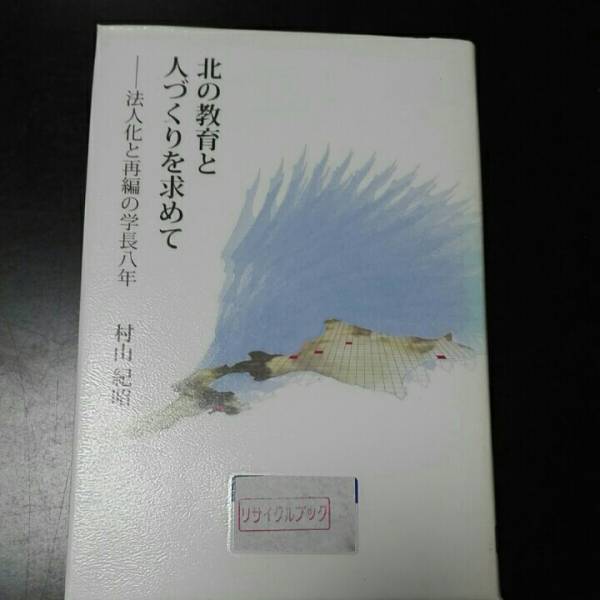 北の教育と
人づくりを求めて
──法人化と再編の学長八年
村山紀昭
リサイクルブック